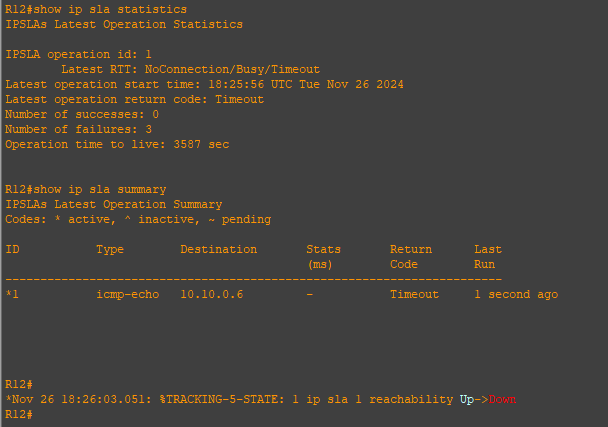 R12#show ip sla statistics
IPSLAs Latest Operation Statistics
IPSLA operation id: 1
Latest RTT: NoConnection/Busy/Timeout
Latest operation start time: 18:25:56 UTC Tue Nov 26 2024
Latest operation return code: Timeout
Number of successes: 0
Number of failures: 3
Operation time to live: 3587 sec
R12#show ip sla summary
IPSLAs Latest Operation Summary
Codes: * active, ^ inactive, ~ pending
ID Type Destination Stats Return Last
(ms) Code Run
-----------------------------------------------------------------------
*1 icmp-echo 10.10.0.6 - Timeout 1 second ago
R12#
*Nov 26 18:26:03.051: %TRACKING-5-STATE: 1 ip sla 1 reachability Up->Down
R12#